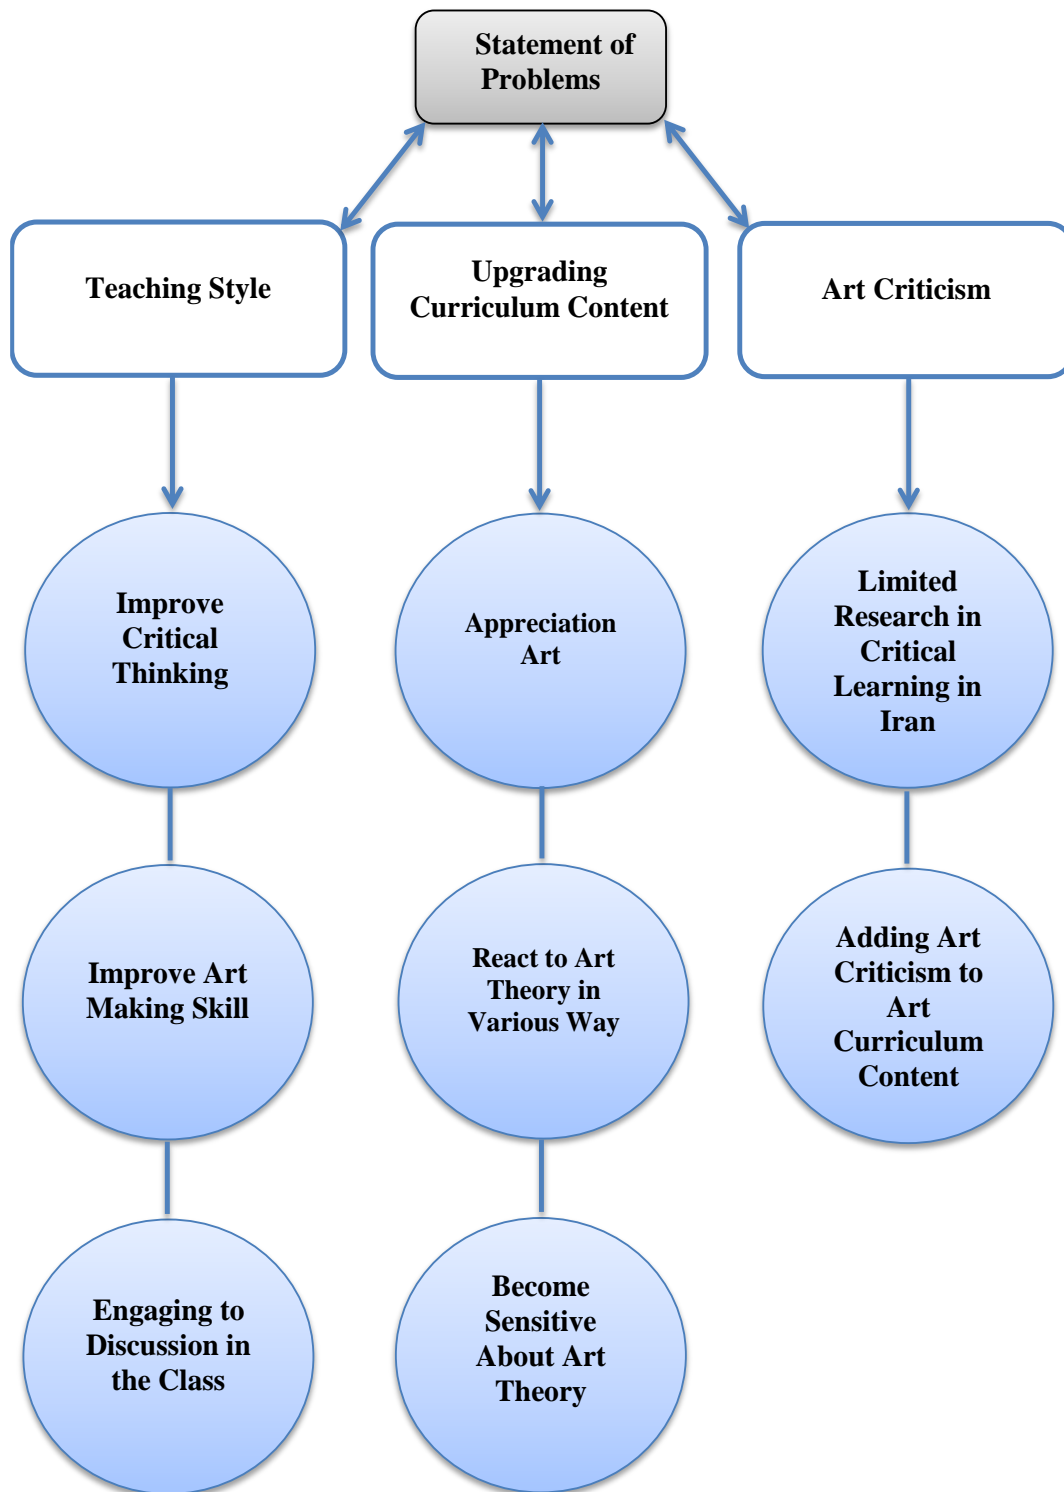 Statement of
Problems
Teaching Style
Upgrading
Curriculum Content
Art Criticism
Improve
Critical
Thinking
Appreciation
Art
Limited
Research in
Critical
Learning in
Iran
Improve Art
Making Skill
React to Art
Theory in
Various Way
Adding Art
Criticism to
Art
Curriculum
Content
Engaging to
Discussion in
the Class
Become
Sensitive
About Art
Theory